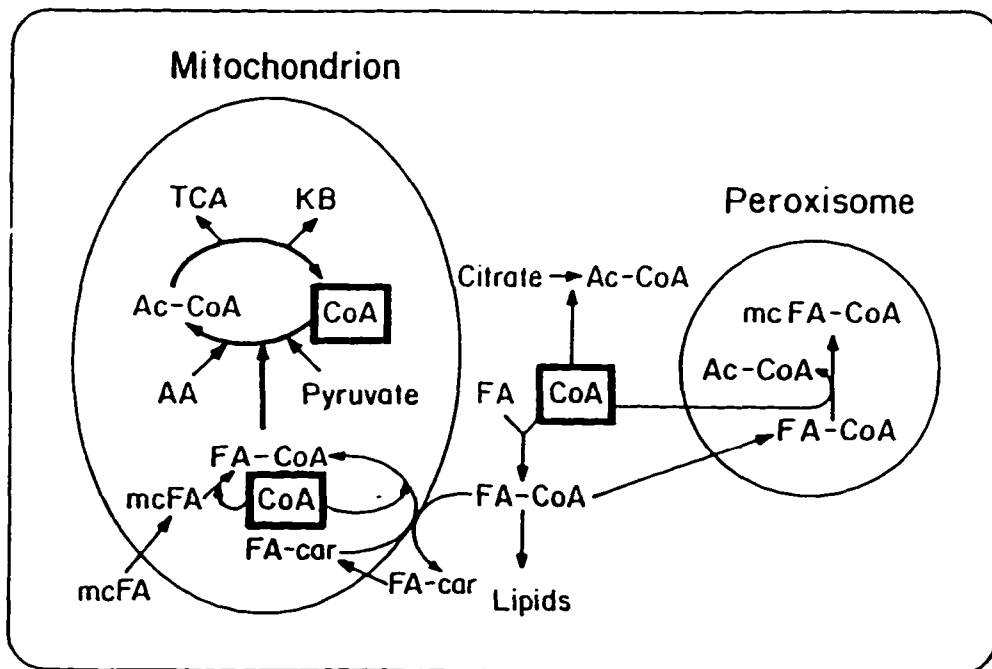 Mitochondrion
TCA
KB
Ac-CoA
CoA
AA
Pyruvate
FA-CoA
mcFA
CoA
FA-car
mcFA
FA-car
Citrate
Ac-CoA
FA
CoA
FA-CoA
Lipids
Peroxisome
mcFA-CoA
Ac-CoA
FA-CoA